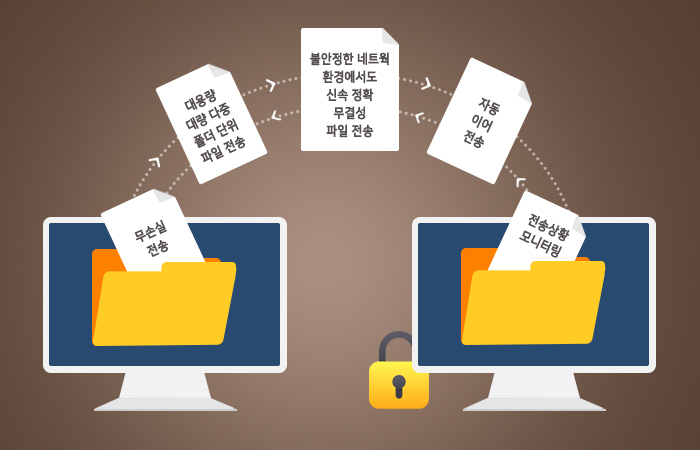 무손실
전송
대용량
대량 다중
폴더 단위
파일 전송
불안정한 네트웍
환경에서도
신속 정확
무결성
파일 전송
자동
이어
전송
전송상황
모니터링